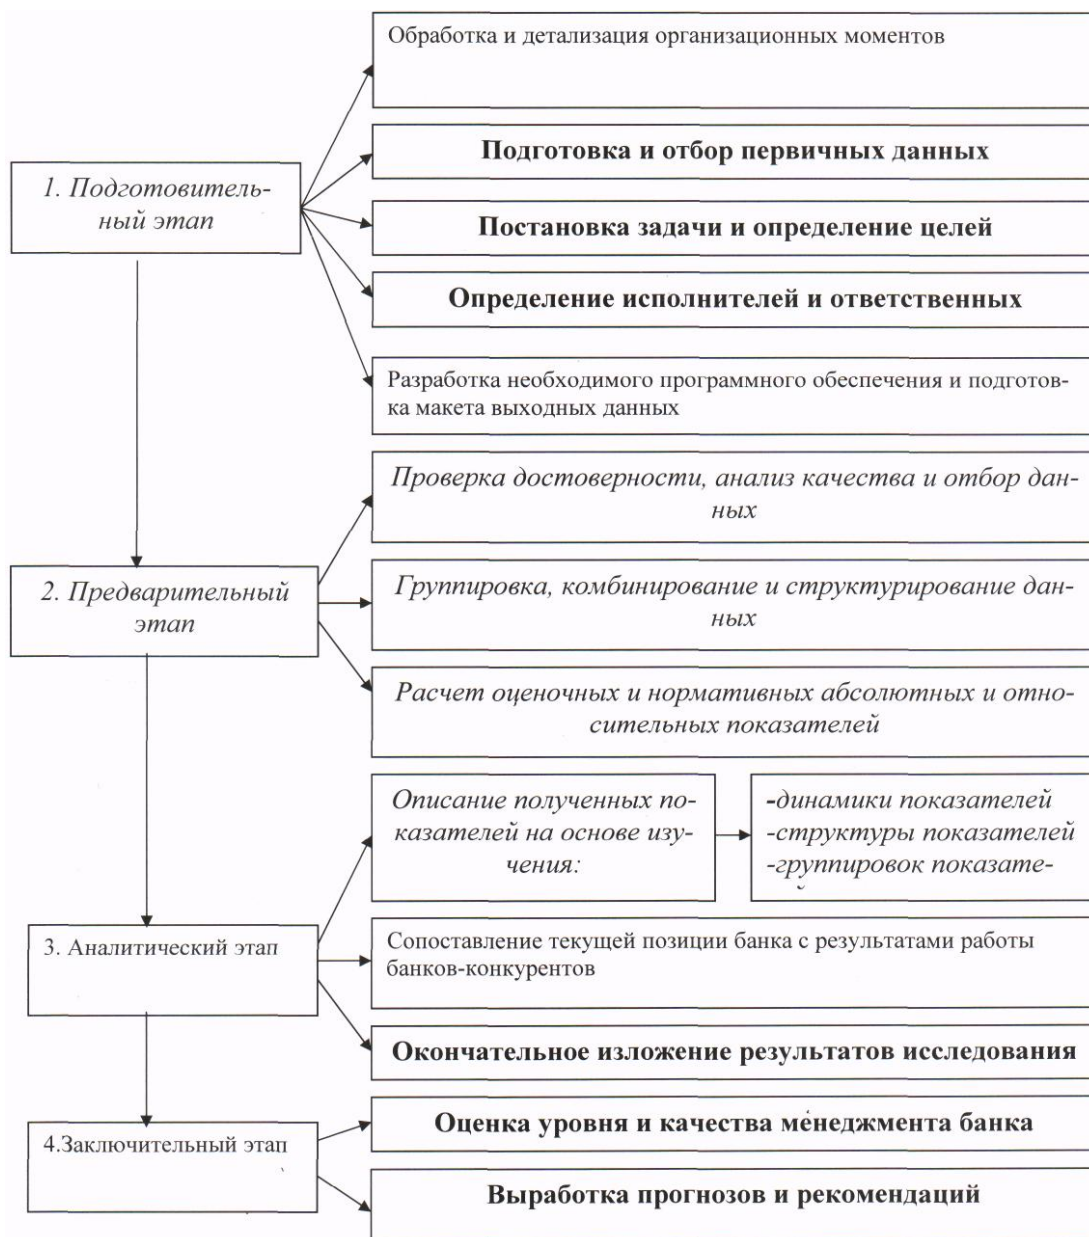 Обработка и детализация организационных моментов
Подготовка и отбор первичных данных
1. Подготовитель-
ный этап
Постановка задачи и определение целей
Определение исполнителей и ответственных
Разработка необходимого программного обеспечения и подготов-
ка макета выходных данных
Проверка достоверности, анализ качества и отбор дан-
ных
2. Предварительный
этап
Группировка, комбинирование и структурирование дан-
ных
Расчет оценочных и нормативных абсолютных и отно-
сительных показателей
Описание полученных по-
казателей на основе изу-
чения:
-динамики показателей
-структуры показателей
-группировок показате-
3. Аналитический этап
Сопоставление текущей позиции банка с результатами работы
банков-конкурентов
Окончательное изложение результатов исследования
4.Заключительный этап
Оценка уровня и качества менеджмента банка
Выработка прогнозов и рекомендаций